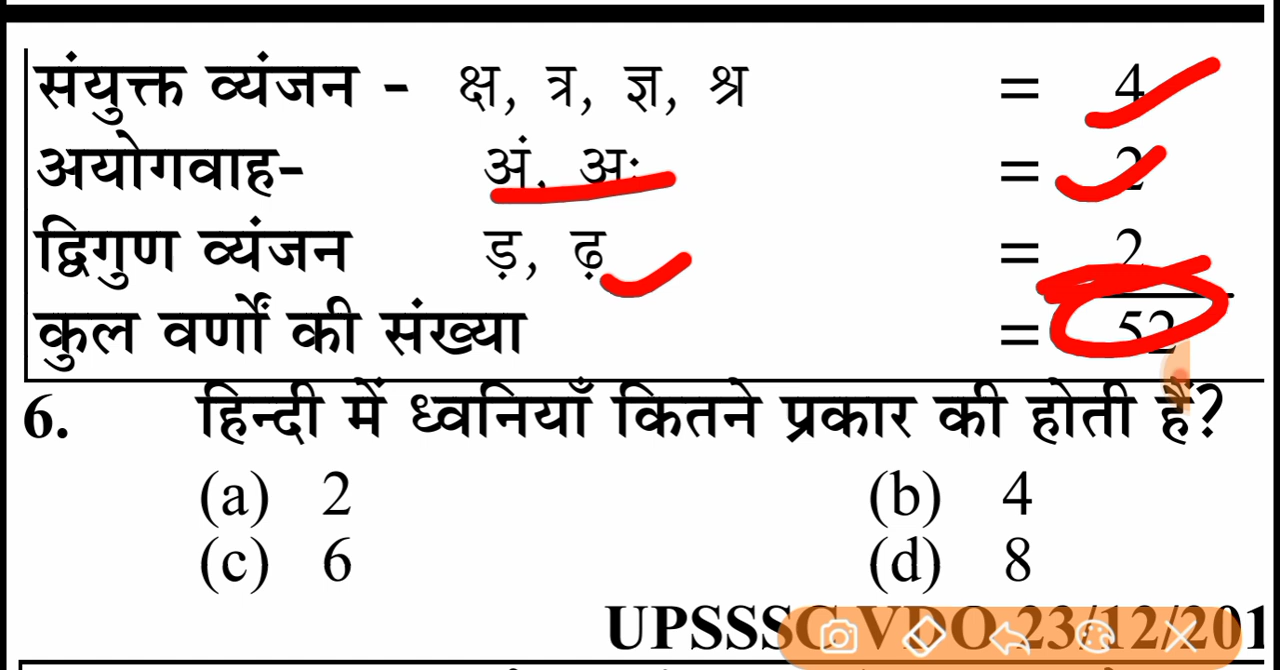 संयुक्त व्यंजन - क्ष, त्र, ज्ञ, श्र = 4
अयोगवाह- अं, अः = 2
द्विगुण व्यंजन ड़, ढ़ = 2
कुल वर्णों की संख्या = 52
6. हिन्दी में ध्वनियाँ कितने प्रकार की होती हैं?
(a) 2 (b) 4
(c) 6 (d) 8
UPSSSC VDO 23/12/201